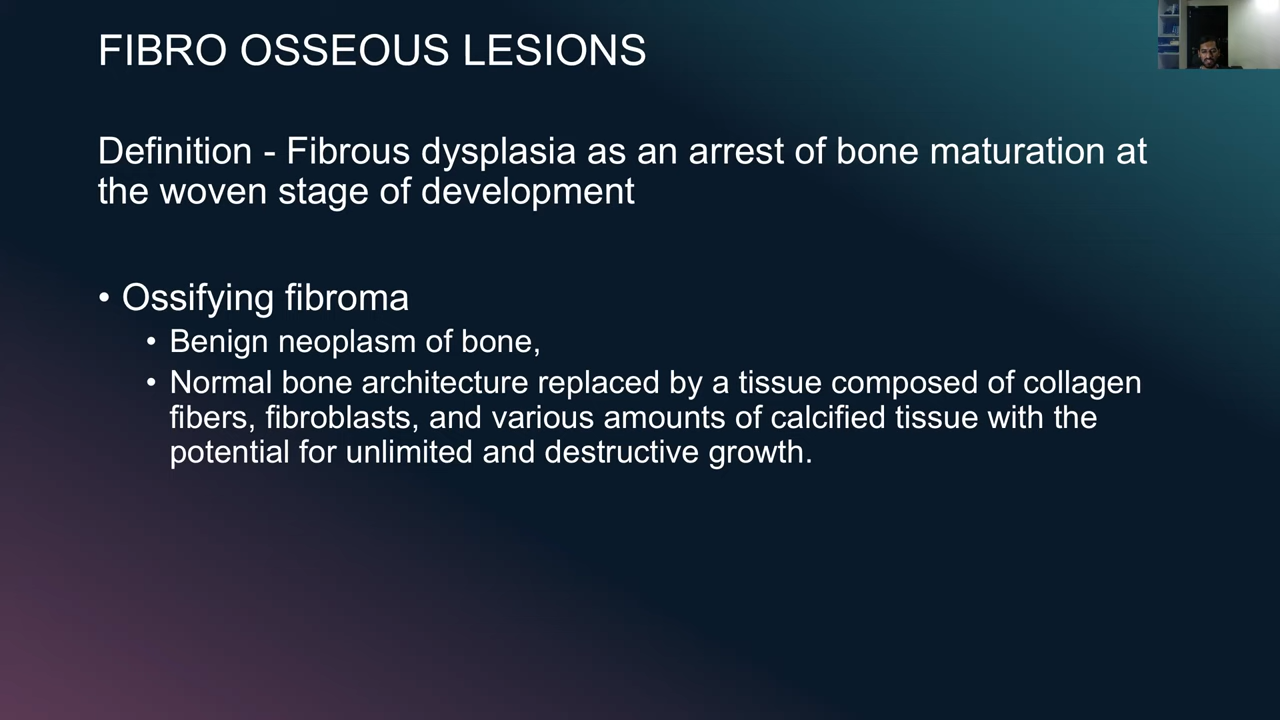 FIBRO OSSEOUS LESIONS
Definition - Fibrous dysplasia as an arrest of bone maturation at
the woven stage of development
• Ossifying fibroma
• Benign neoplasm of bone,
• Normal bone architecture replaced by a tissue composed of collagen
fibers, fibroblasts, and various amounts of calcified tissue with the
potential for unlimited and destructive growth.